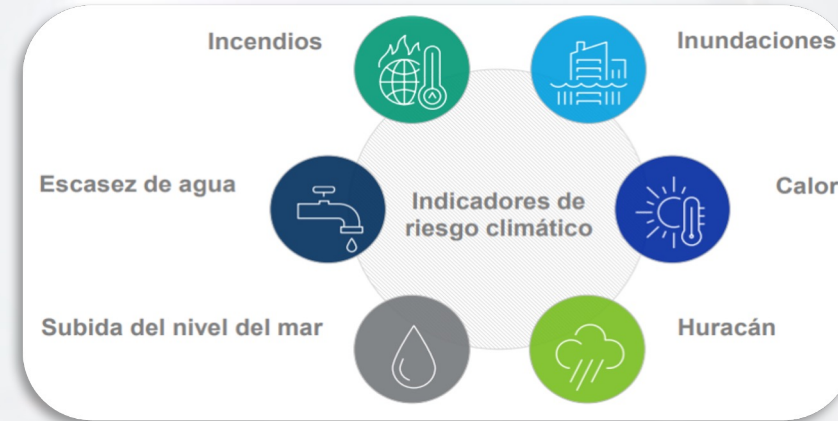 Incendios
Inundaciones
Escasez de agua
Indicadores de
riesgo climático
Calor
Subida del nivel del mar
Huracán